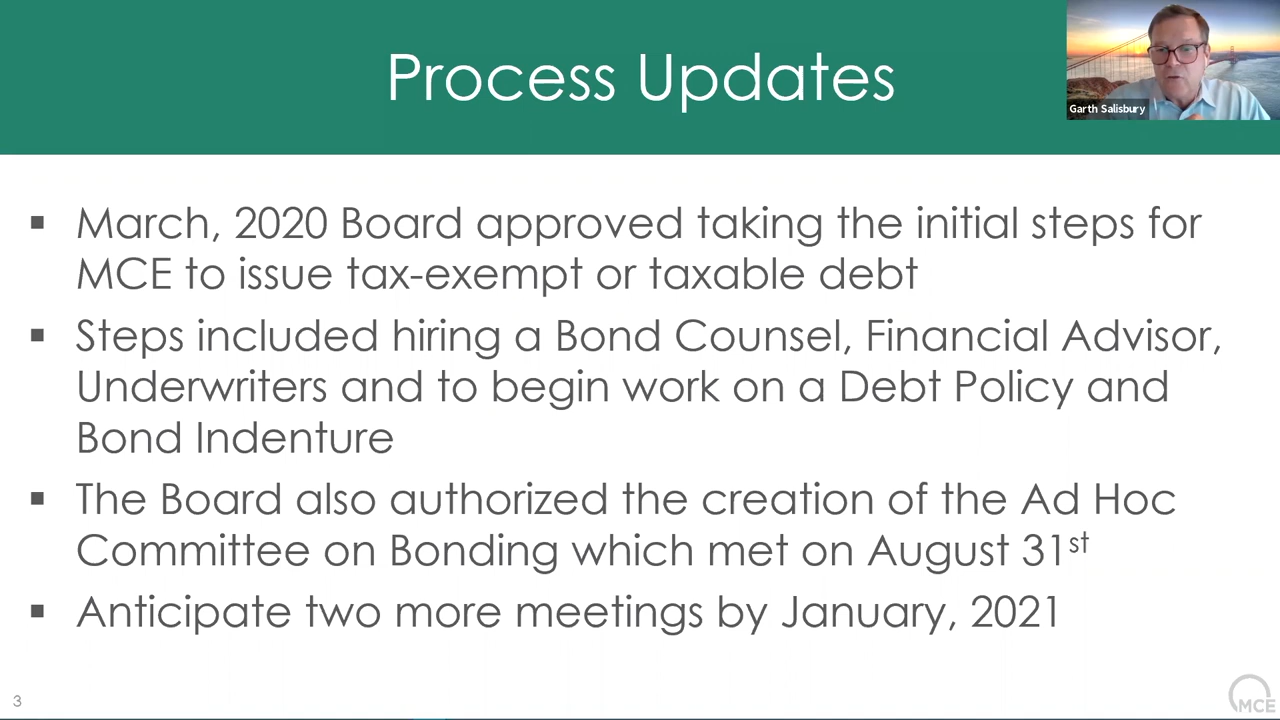 Process Updates
Garth Salisbury
▪ March, 2020 Board approved taking the initial steps for
MCE to issue tax-exempt or taxable debt
▪ Steps included hiring a Bond Counsel, Financial Advisor,
Underwriters and to begin work on a Debt Policy and
Bond Indenture
▪ The Board also authorized the creation of the Ad Hoc
Committee on Bonding which met on August 31st
▪ Anticipate two more meetings by January, 2021
3
MCE